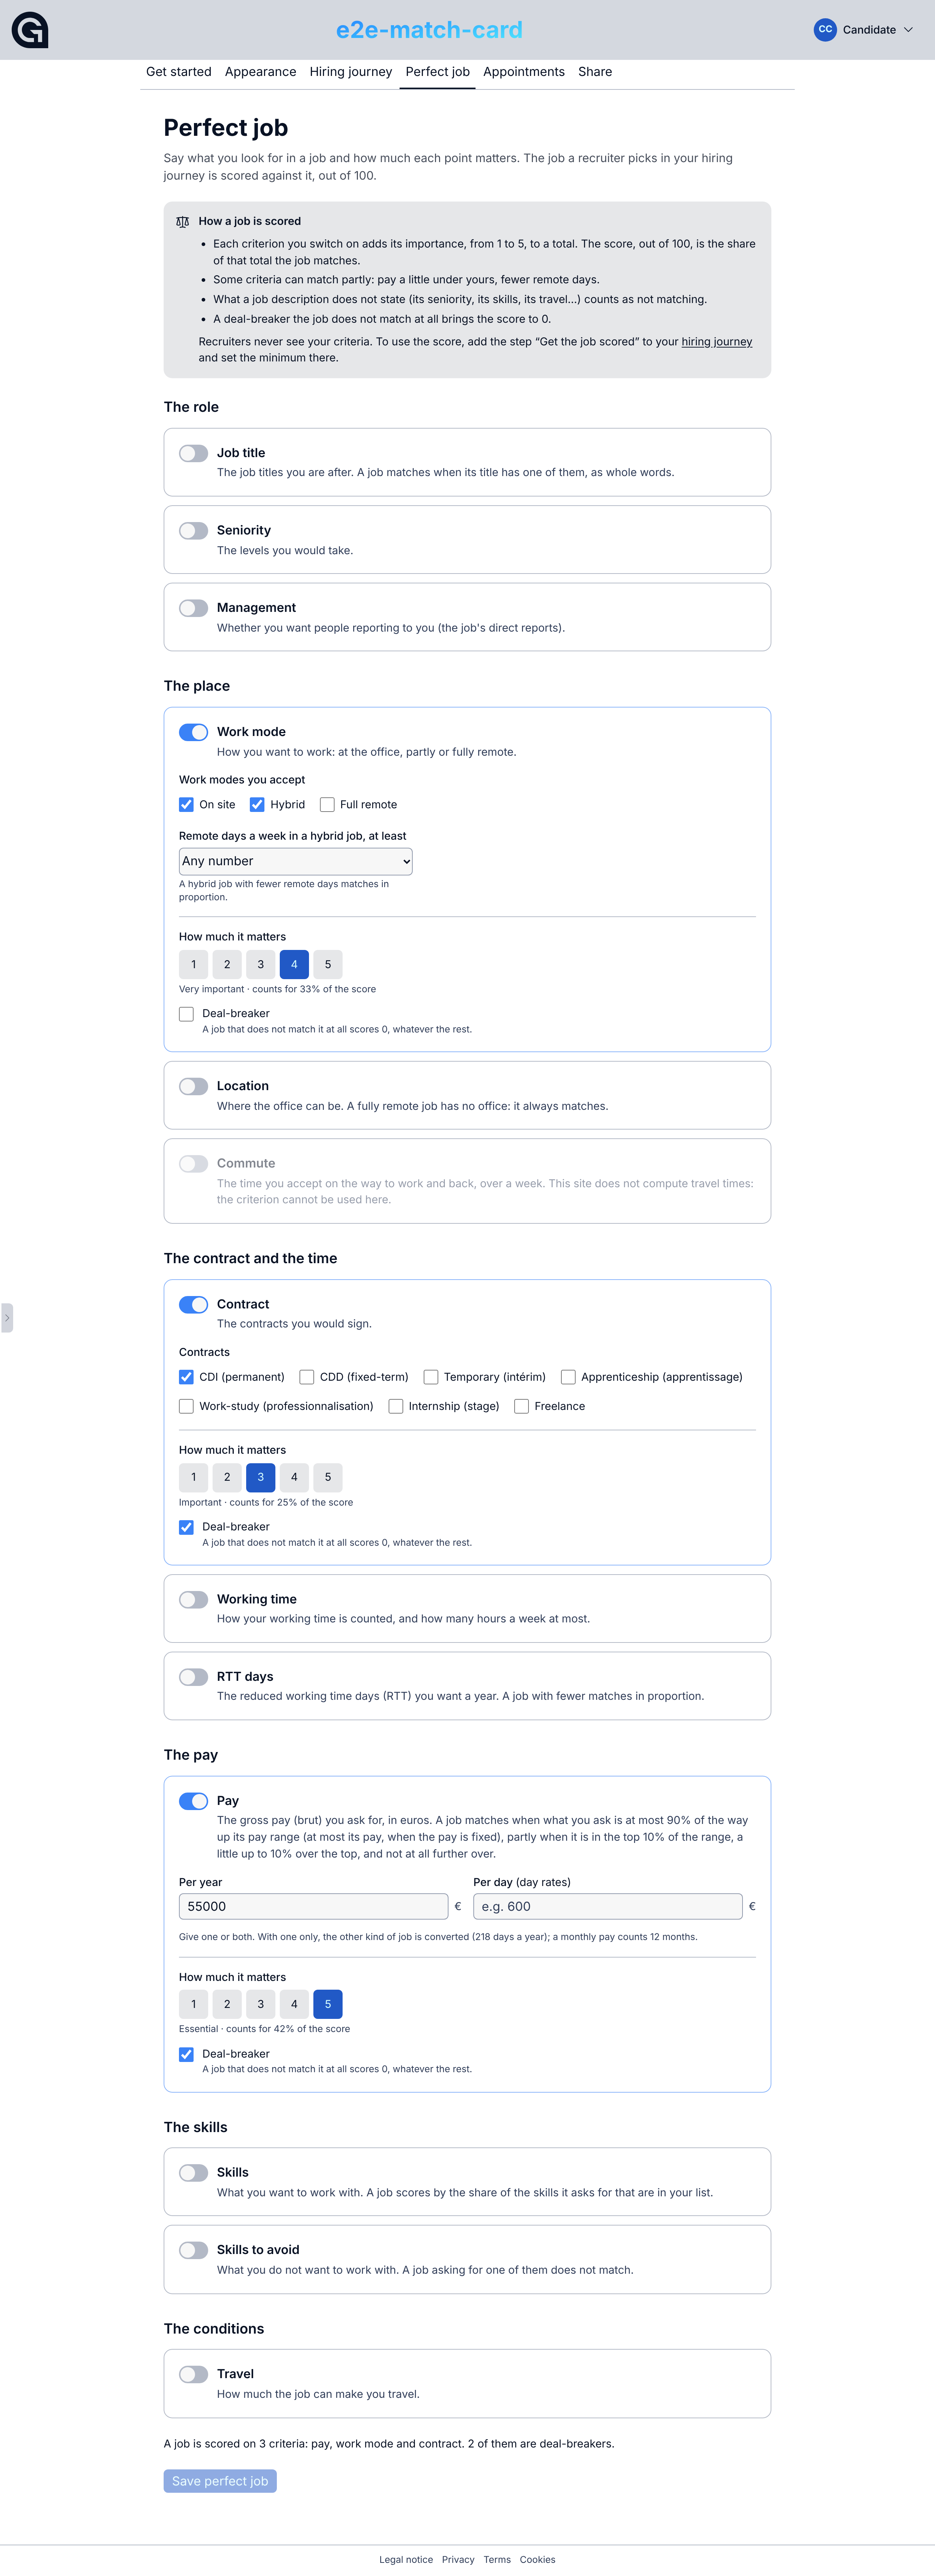 e2e-match-card
CC Candidate
Get started Appearance Hiring journey Perfect job Appointments Share
Perfect job
Say what you look for in a job and how much each point matters. The job a recruiter picks in your hiring
journey is scored against it, out of 100.
How a job is scored
• Each criterion you switch on adds its importance, from 1 to 5, to a total. The score, out of 100, is the share
of that total the job matches.
• Some criteria can match partly: pay a little under yours, fewer remote days.
• What a job description does not state (its seniority, its skills, its travel…) counts as not matching.
• A deal-breaker the job does not match at all brings the score to 0.
Recruiters never see your criteria. To use the score, add the step “Get the job scored” to your hiring journey
and set the minimum there.
The role
Job title
The job titles you are after. A job matches when its title has one of them, as whole words.
Seniority
The levels you would take.
Management
Whether you want people reporting to you (the job's direct reports).
The place
Work mode
How you want to work: at the office, partly or fully remote.
Work modes you accept
On site Hybrid Full remote
Remote days a week in a hybrid job, at least
Any number
A hybrid job with fewer remote days matches in
proportion.
How much it matters
1 2 3 4 5
Very important · counts for 33% of the score
Deal-breaker
A job that does not match it at all scores 0, whatever the rest.
Location
Where the office can be. A fully remote job has no office: it always matches.
Commute
The time you accept on the way to work and back, over a week. This site does not compute travel times:
the criterion cannot be used here.
The contract and the time
Contract
The contracts you would sign.
Contracts
CDI (permanent) CDD (fixed-term) Temporary (intérim) Apprenticeship (apprentissage)
Work-study (professionnalisation) Internship (stage) Freelance
How much it matters
1 2 3 4 5
Important · counts for 25% of the score
Deal-breaker
A job that does not match it at all scores 0, whatever the rest.
Working time
How your working time is counted, and how many hours a week at most.
RTT days
The reduced working time days (RTT) you want a year. A job with fewer matches in proportion.
The pay
Pay
The gross pay (brut) you ask for, in euros. A job matches when what you ask is at most 90% of the way
up its pay range (at most its pay, when the pay is fixed), partly when it is in the top 10% of the range, a
little up to 10% over the top, and not at all further over.
Per year Per day (day rates)
55000 € e.g. 600 €
Give one or both. With one only, the other kind of job is converted (218 days a year); a monthly pay counts 12 months.
How much it matters
1 2 3 4 5
Essential · counts for 42% of the score
Deal-breaker
A job that does not match it at all scores 0, whatever the rest.
The skills
Skills
What you want to work with. A job scores by the share of the skills it asks for that are in your list.
Skills to avoid
What you do not want to work with. A job asking for one of them does not match.
The conditions
Travel
How much the job can make you travel.
A job is scored on 3 criteria: pay, work mode and contract. 2 of them are deal-breakers.
Save perfect job
Legal notice Privacy Terms Cookies